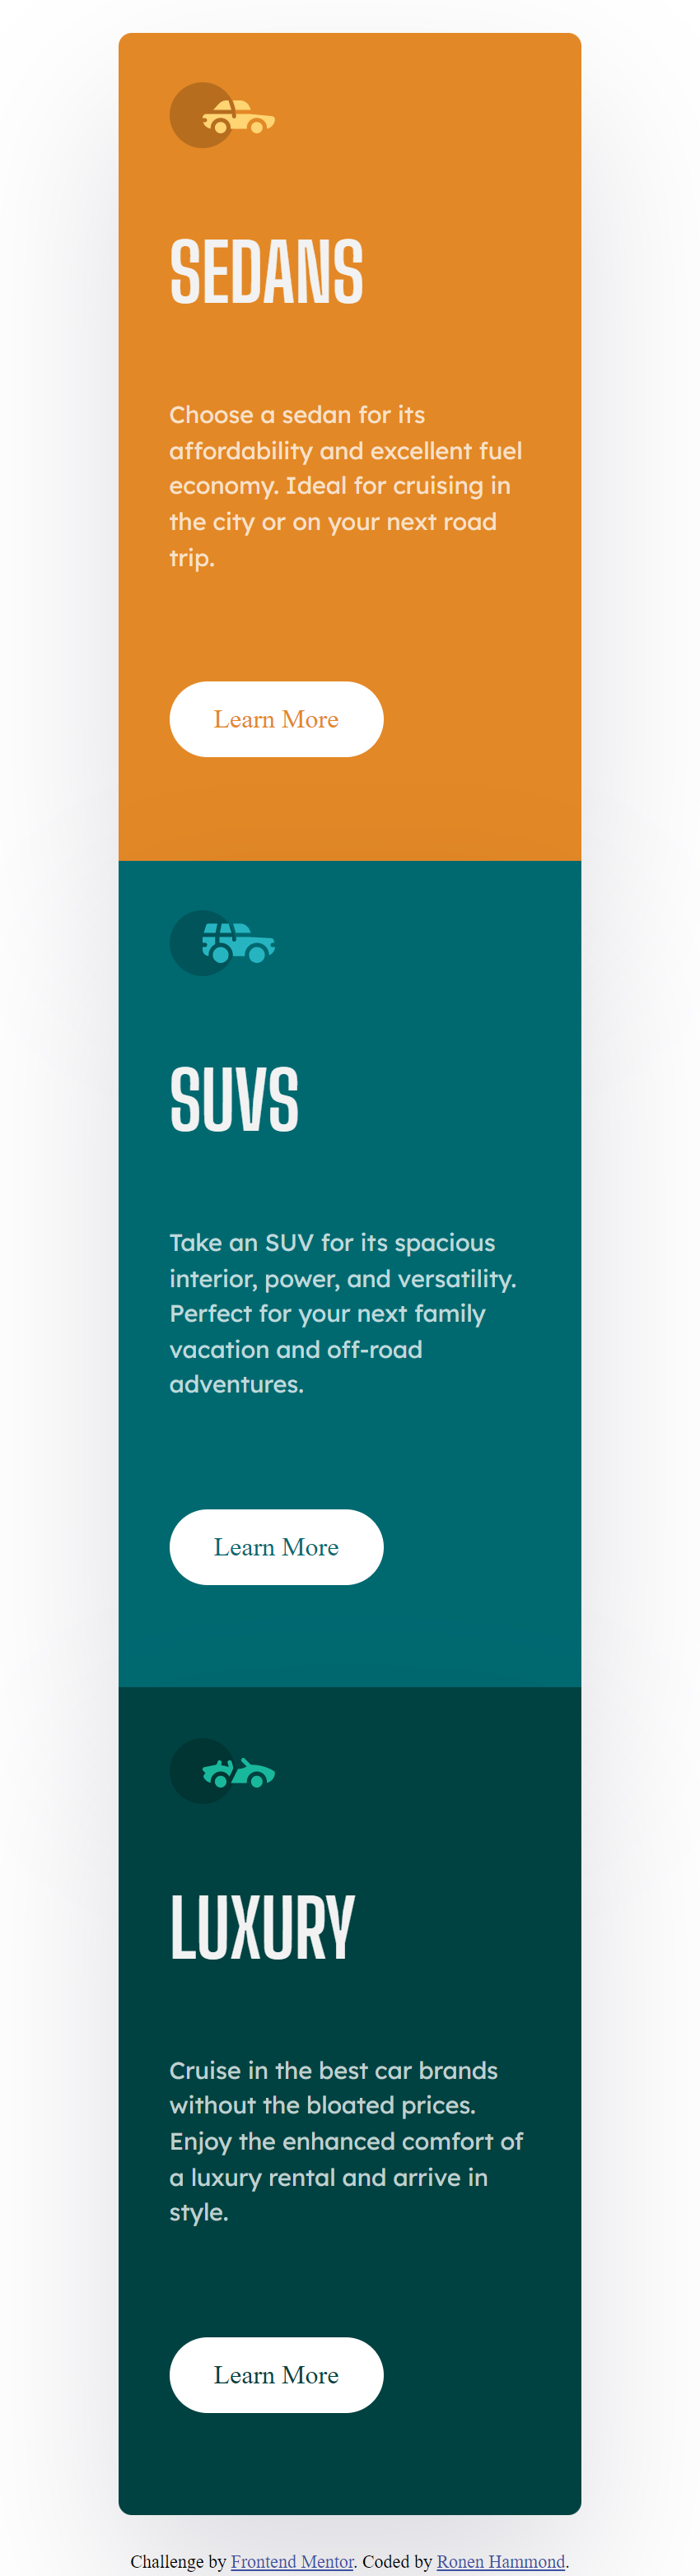 SEDANS
Choose a sedan for its
affordability and excellent fuel
economy. Ideal for cruising in
the city or on your next road
trip.
Learn More
SUVS
Take an SUV for its spacious
interior, power, and versatility.
Perfect for your next family
vacation and off-road
adventures.
Learn More
LUXURY
Cruise in the best car brands
without the bloated prices.
Enjoy the enhanced comfort of
a luxury rental and arrive in
style.
Learn More
Challenge by Frontend Mentor. Coded by Ronen Hammond.